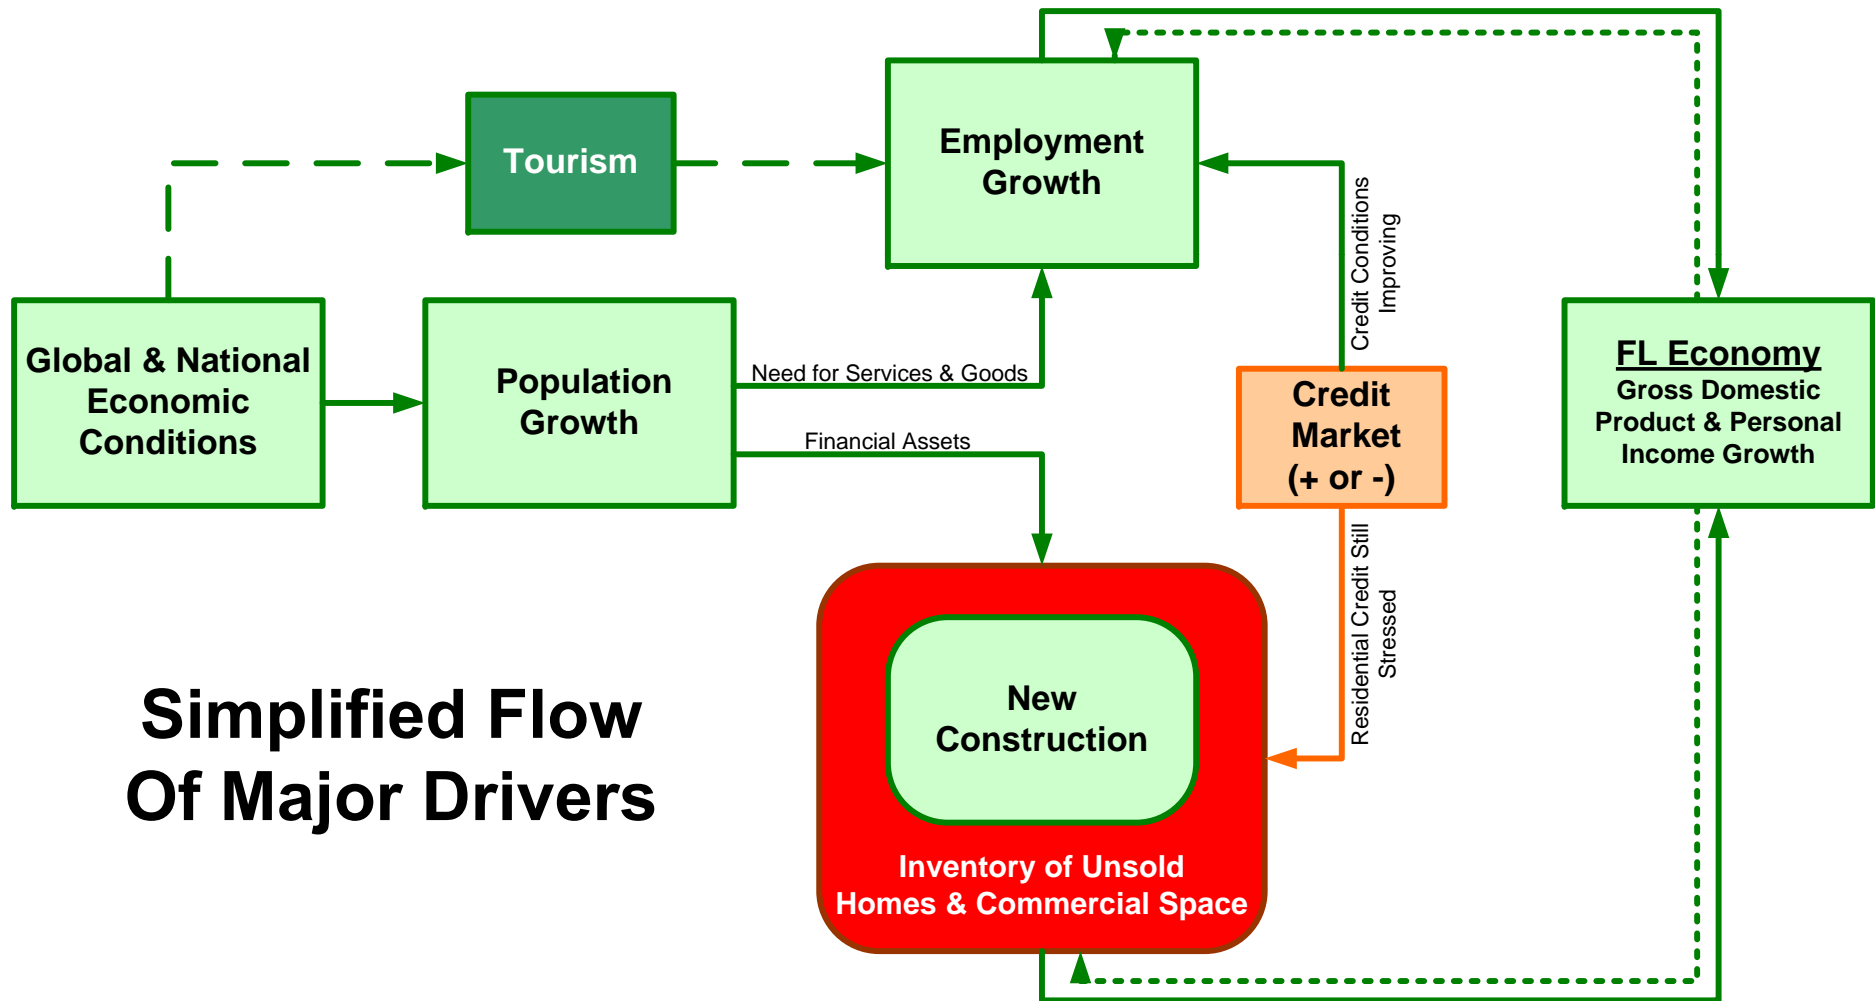 Tourism
Employment
Growth
Global & National
Economic
Conditions
Population
Growth
Need for Services & Goods
Financial Assets
Credit Conditions
Improving
Credit
Market
(+ or -)
Residential Credit Still
Stressed
FL Economy
Gross Domestic
Product & Personal
Income Growth
New
Construction
Inventory of Unsold
Homes & Commercial Space
Simplified Flow
Of Major Drivers